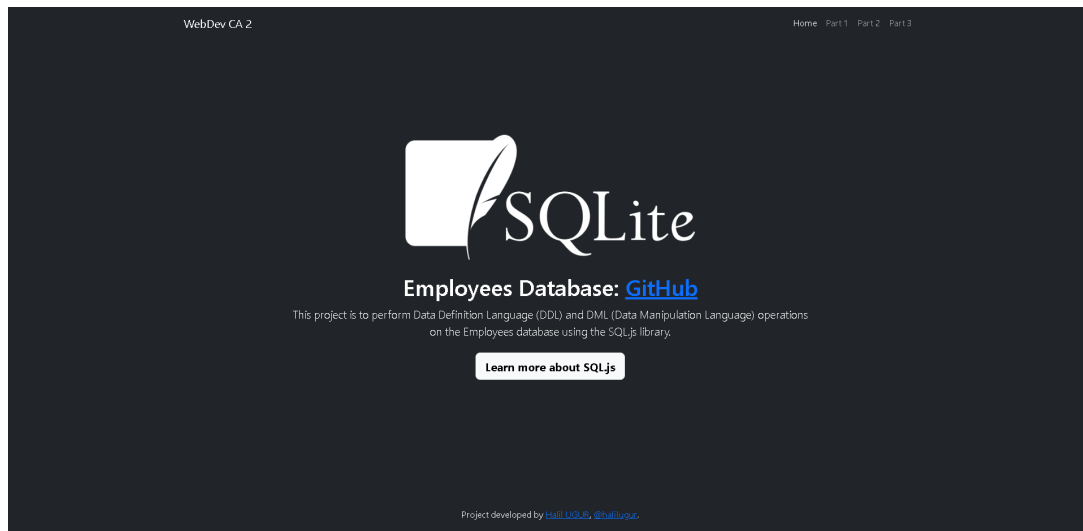 WebDev CA 2
Home Part 1 Part 2 Part 3
SQLite
Employees Database: GitHub
This project is to perform Data Definition Language (DDL) and DML (Data Manipulation Language) operations
on the Employees database using the SQL.js library.
Learn more about SQL.js
Project developed by Halil UGUR, @halilugur.